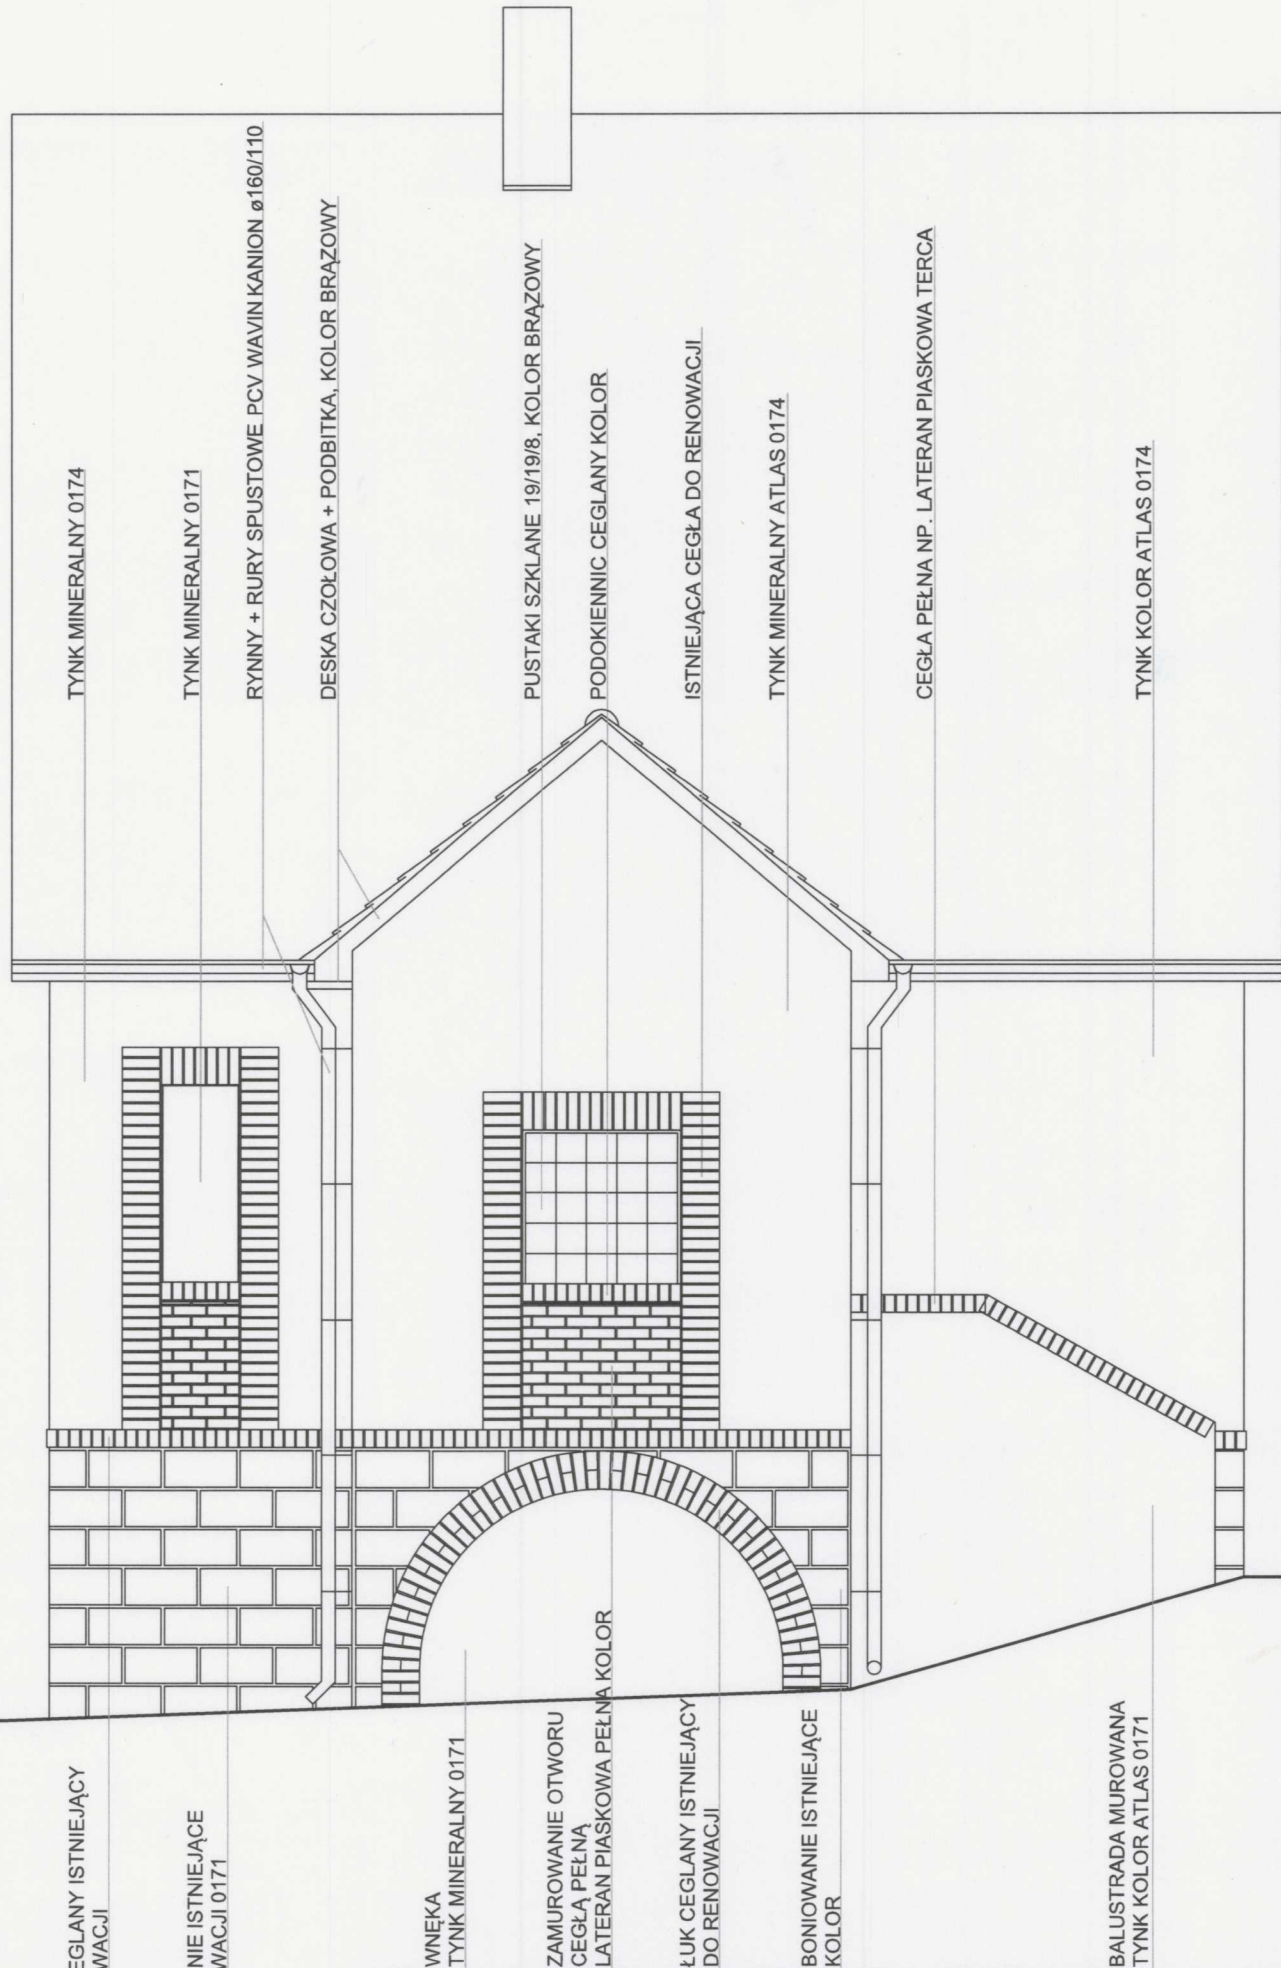 TYNK MINERALNY 0174
TYNK MINERALNY 0171
RYNNY + RURY SPUSTOWE PCV WAVIN KANION ø160/110
DESKA CZOŁOWA + PODBITKA, KOLOR BRĄZOWY
PUSTAKI SZKLANE 19/19/8, KOLOR BRĄZOWY
PODOKIENNIC CEGLANY KOLOR
ISTNIEJĄCA CEGŁA DO RENOWACJI
TYNK MINERALNY ATLAS 0174
CEGŁA PEŁNA NP. LATERAN PIASKOWA TERCA
TYNK KOLOR ATLAS 0174
EGLANY ISTNIEJĄCY
WACJI
NIE ISTNIEJĄCE
WACJI 0171
WNĘKA
TYNK MINERALNY 0171
ZAMUROWANIE OTWORU
CEGŁĄ PEŁNĄ
LATERAN PIASKOWA PEŁNA KOLOR
ŁUK CEGLANY ISTNIEJĄCY
DO RENOWACJI
BONIOWANIE ISTNIEJĄCE
KOLOR
BALUSTRADA MUROWANA
TYNK KOLOR ATLAS 0171